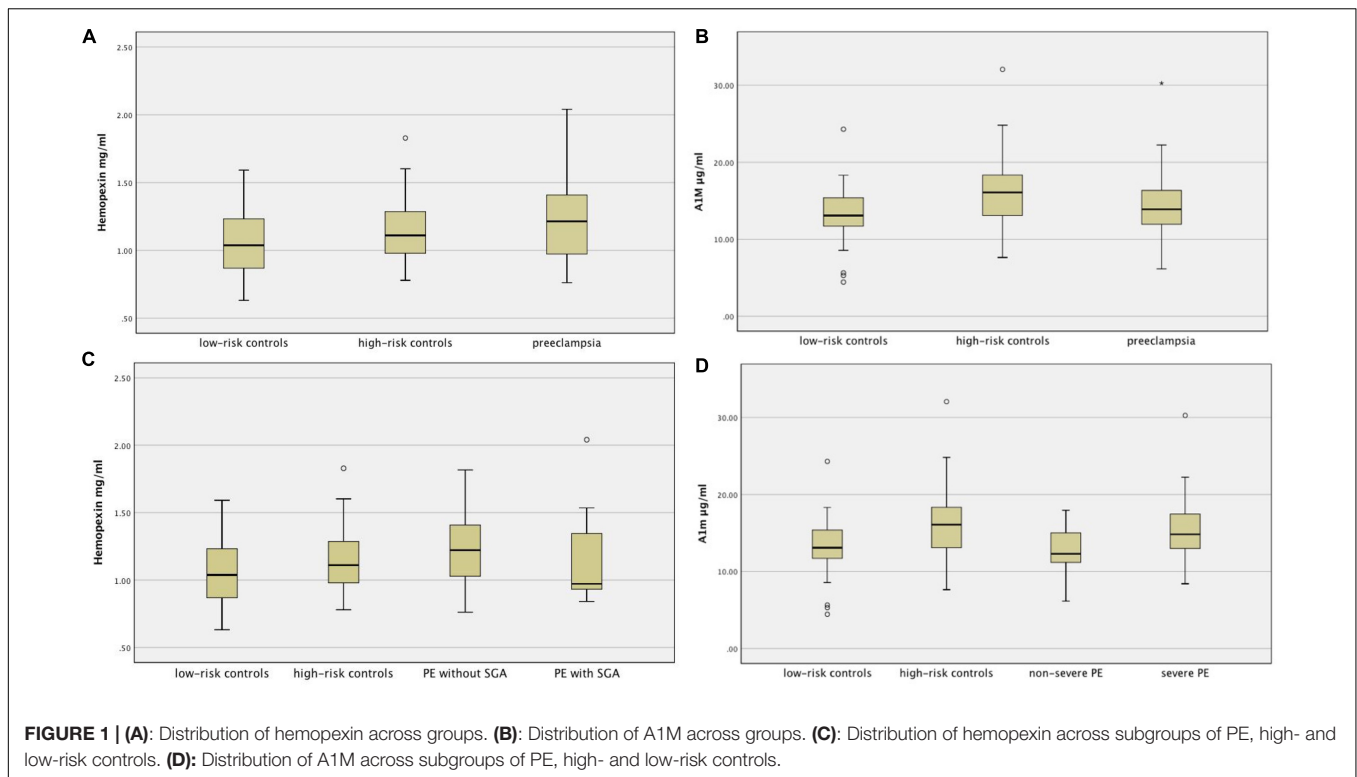 A
Hemopexin mg/ml
2.50
2.00
1.50
1.00
.50
low-risk controls high-risk controls preeclampsia
B
A1M µg/ml
30.00
20.00
10.00
.00
low-risk controls high-risk controls preeclampsia
C
Hemopexin mg/ml
2.50
2.00
1.50
1.00
.50
low-risk controls high-risk controls PE without SGA PE with SGA
D
A1m µg/ml
30.00
20.00
10.00
.00
low-risk controls high-risk controls non-severe PE severe PE
FIGURE 1 | (A): Distribution of hemopexin across groups. (B): Distribution of A1M across groups. (C): Distribution of hemopexin across subgroups of PE, high- and
low-risk controls. (D): Distribution of A1M across subgroups of PE, high- and low-risk controls.